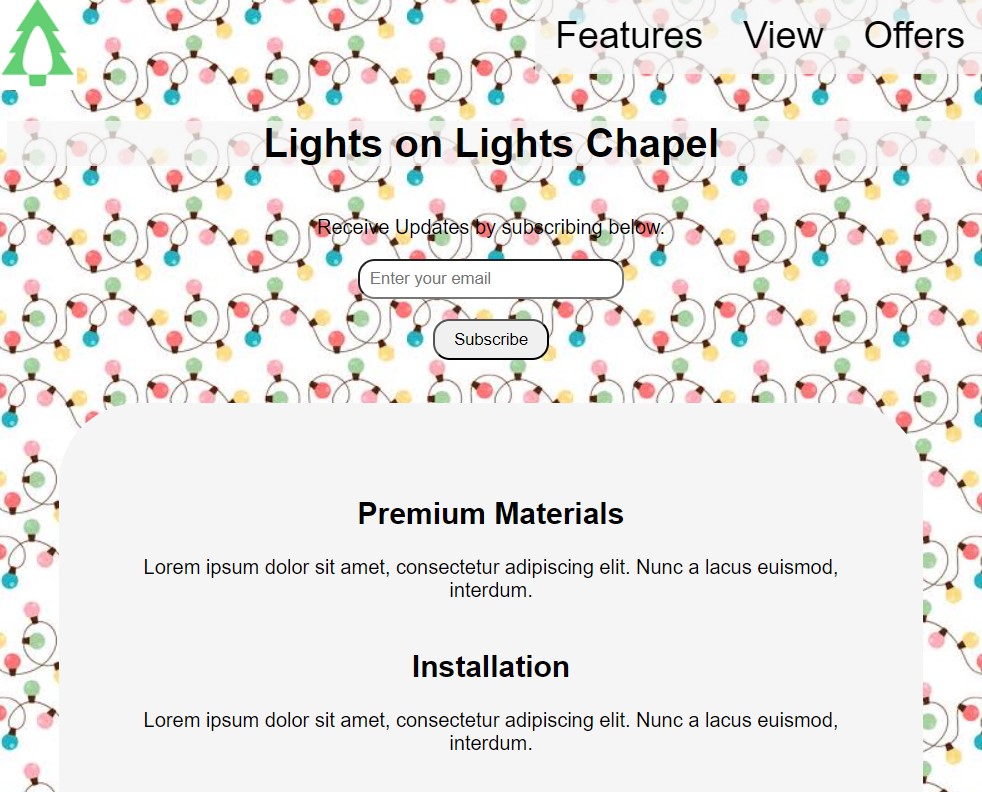 Features View Offers
Lights on Lights Chapel
Receive Updates by subscribing below.
Enter your email
Subscribe
Premium Materials
Lorem ipsum dolor sit amet, consectetur adipiscing elit. Nunc a lacus euismod,
interdum.
Installation
Lorem ipsum dolor sit amet, consectetur adipiscing elit. Nunc a lacus euismod,
interdum.